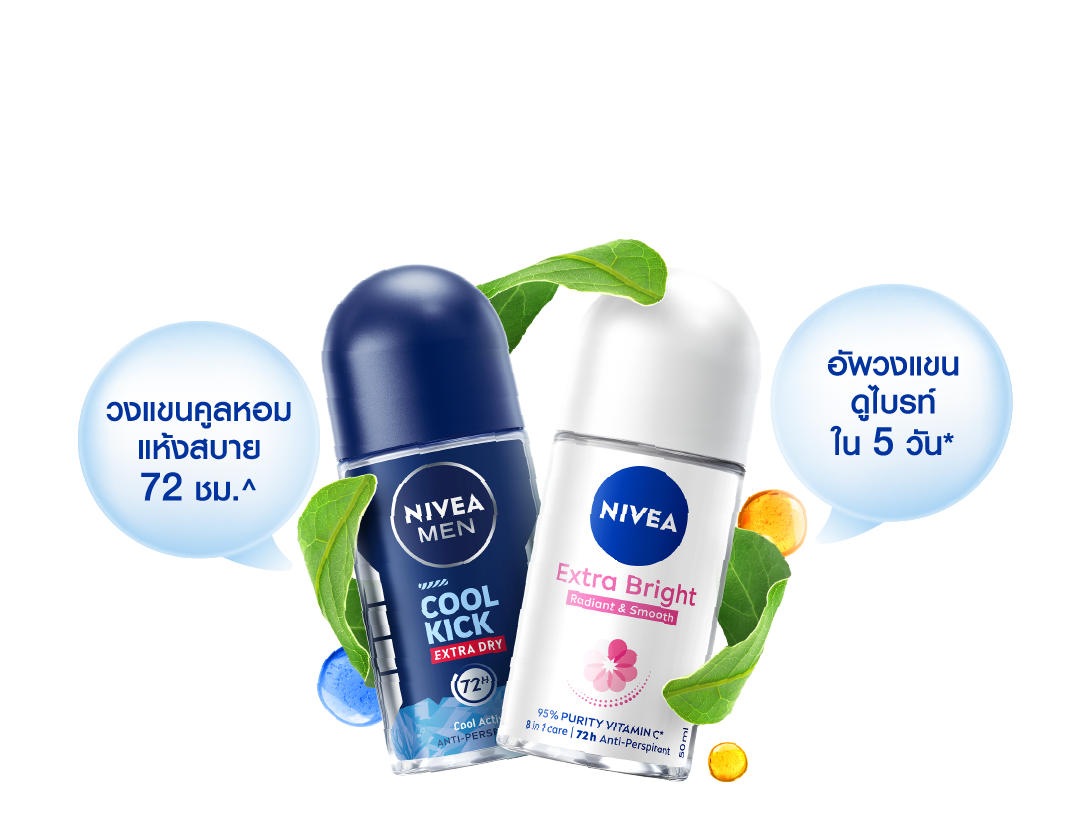 วงแขนคูลหอม
แห้งสบาย
72 ชม.^
NIVEA
MEN
COOL
KICK
EXTRA DRY
72H
Cool
NIVEA
Extra Bright
Radiant & Smooth
95% PURITY VITAMIN C*
8 in 1 care | 72h Anti-Perspirant
50 ml
อัพวงแขน
ดูไบรท์
ใน 5 วัน*